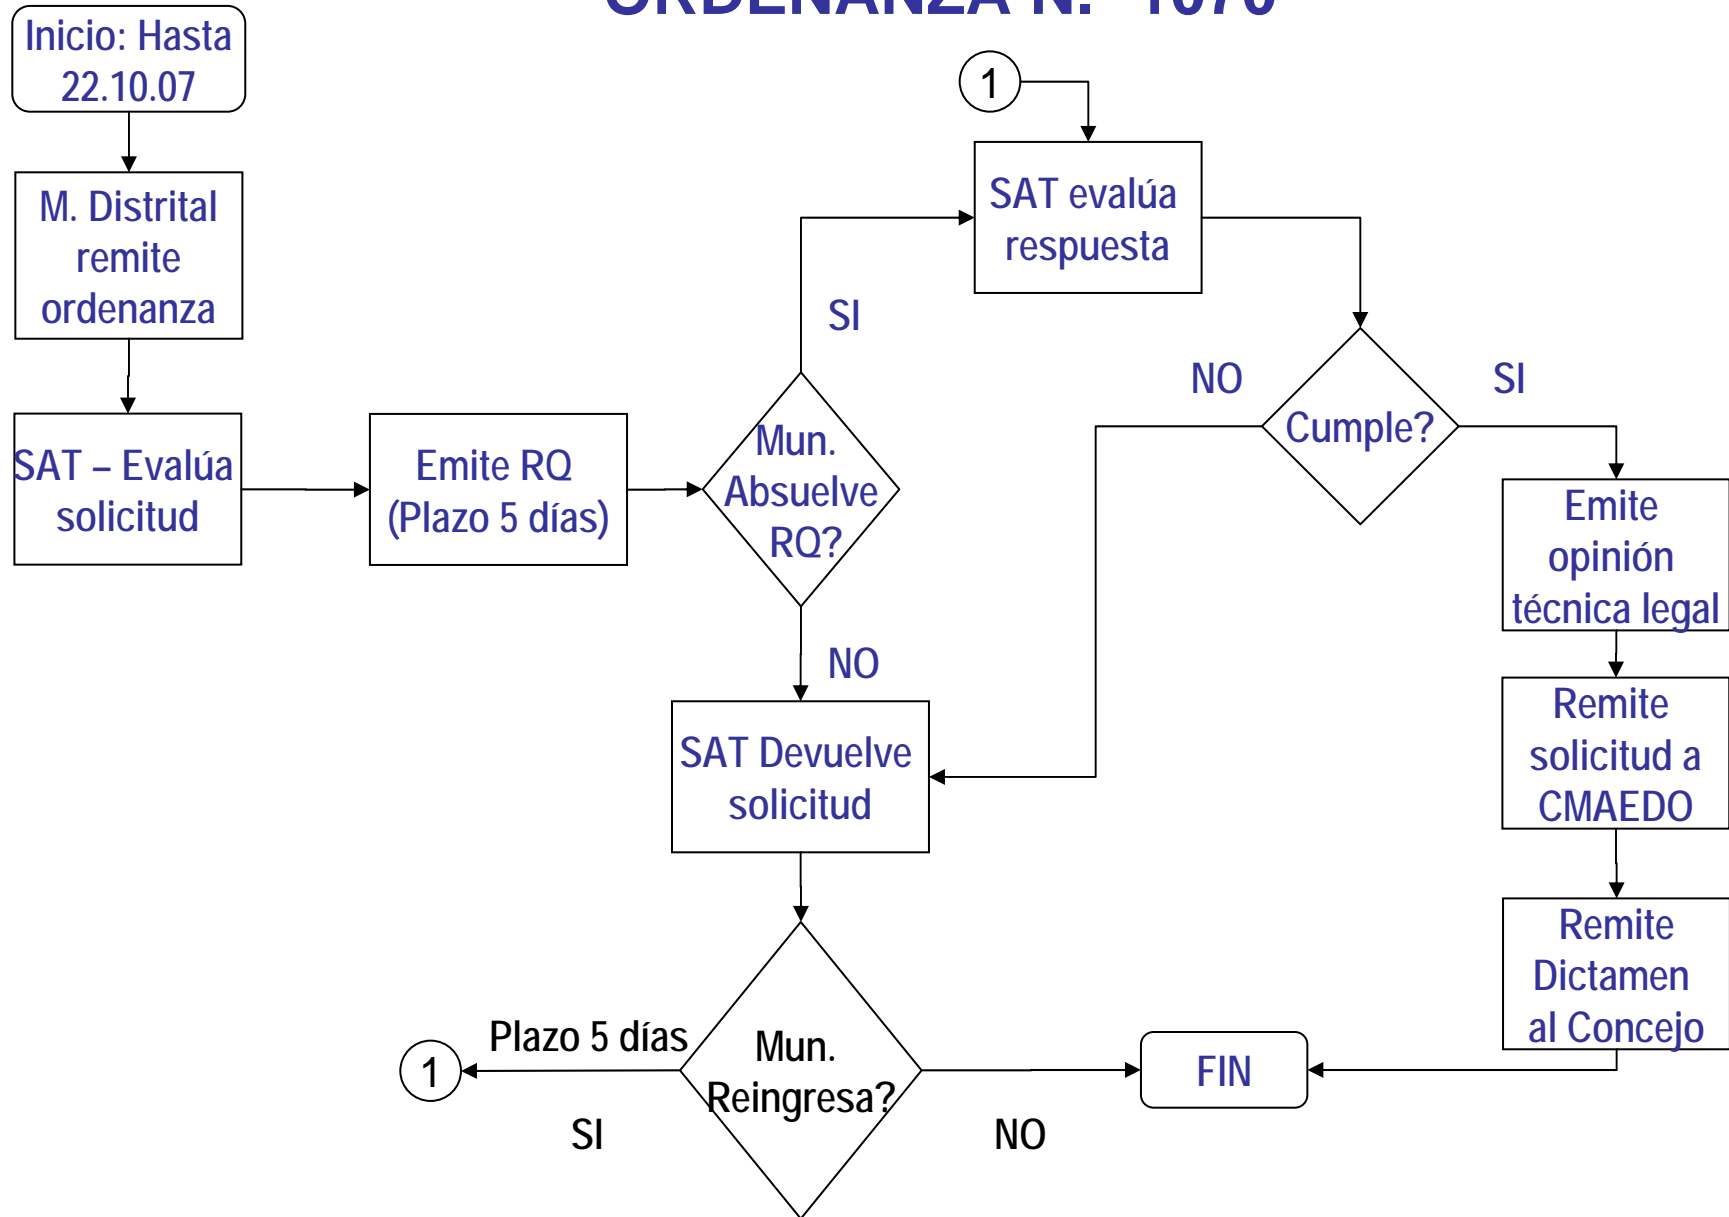 ORDENANZA N.° 1070
Inicio: Hasta
22.10.07
1
M. Distrital
remite
ordenanza
SAT evalúa
respuesta
SI
NO
SI
Cumple?
SAT – Evalúa
solicitud
Emite RQ
(Plazo 5 días)
Mun.
Absuelve
RQ?
Emite
opinión
técnica legal
NO
SAT Devuelve
solicitud
Remite
solicitud a
CMAEDO
Remite
Dictamen
al Concejo
Plazo 5 días
1
SI
Mun.
Reingresa?
NO
FIN